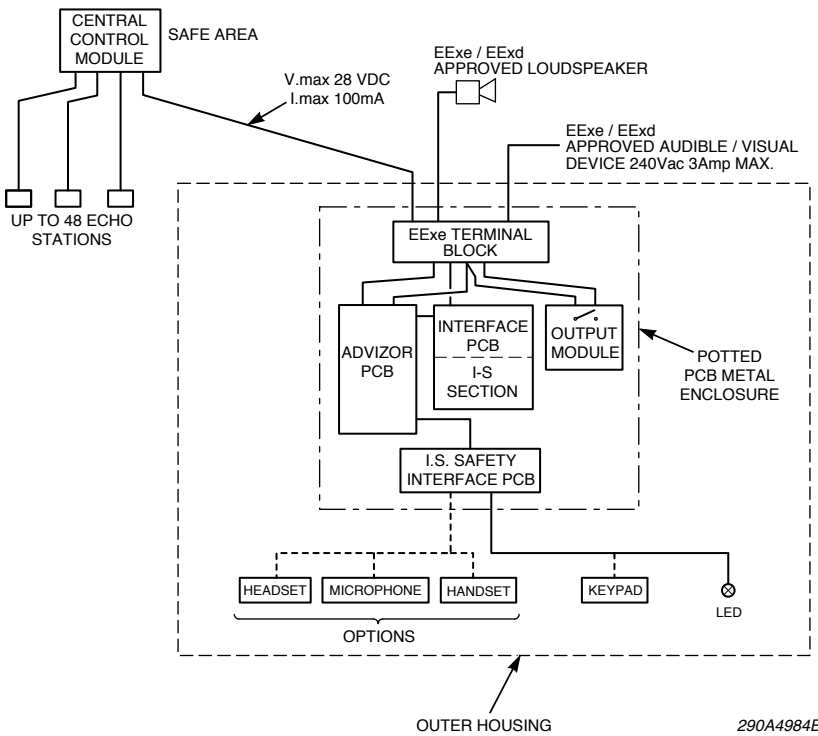 CENTRAL
CONTROL
MODULE
SAFE AREA
V.max 28 VDC
I.max 100mA
EExe / EExd
APPROVED LOUDSPEAKER
EExe / EExd
APPROVED AUDIBLE / VISUAL
DEVICE 240Vac 3Amp MAX.
UP TO 48 ECHO
STATIONS
EExe TERMINAL
BLOCK
ADVIZOR
PCB
INTERFACE
PCB
I-S
SECTION
OUTPUT
MODULE
POTTED
PCB METAL
ENCLOSURE
I.S. SAFETY
INTERFACE PCB
HEADSET
MICROPHONE
HANDSET
KEYPAD
LED
OPTIONS
OUTER HOUSING
290A4984E